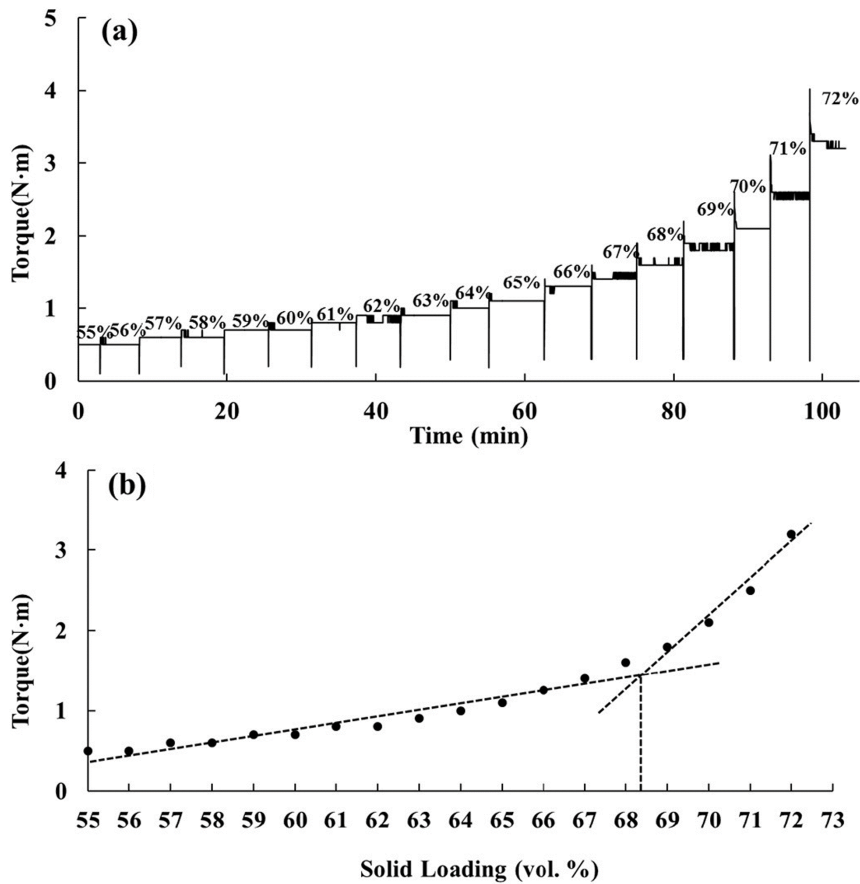 (a)
Torque(N·m)
5
4
3
2
1
0
55% 56% 57% 58% 59% 60% 61% 62% 63% 64% 65% 66% 67% 68% 69% 70% 71% 72%
0 20 40 60 80 100
Time (min)
(b)
Torque(N·m)
4
3
2
1
0
55 56 57 58 59 60 61 62 63 64 65 66 67 68 69 70 71 72 73
Solid Loading (vol. %)